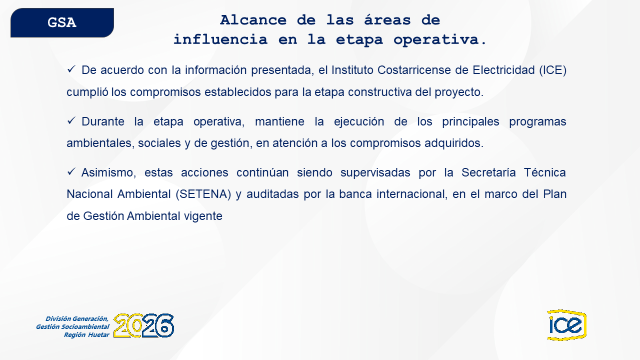 GSA
Alcance de las áreas de
influencia en la etapa operativa.
✓ De acuerdo con la información presentada, el Instituto Costarricense de Electricidad (ICE)
cumplió los compromisos establecidos para la etapa constructiva del proyecto.
✓ Durante la etapa operativa, mantiene la ejecución de los principales programas
ambientales, sociales y de gestión, en atención a los compromisos adquiridos.
✓ Asimismo, estas acciones continúan siendo supervisadas por la Secretaría Técnica
Nacional Ambiental (SETENA) y auditadas por la banca internacional, en el marco del Plan
de Gestión Ambiental vigente
División Generación.
Gestión Socioambiental
Región Huetar
2026
ice